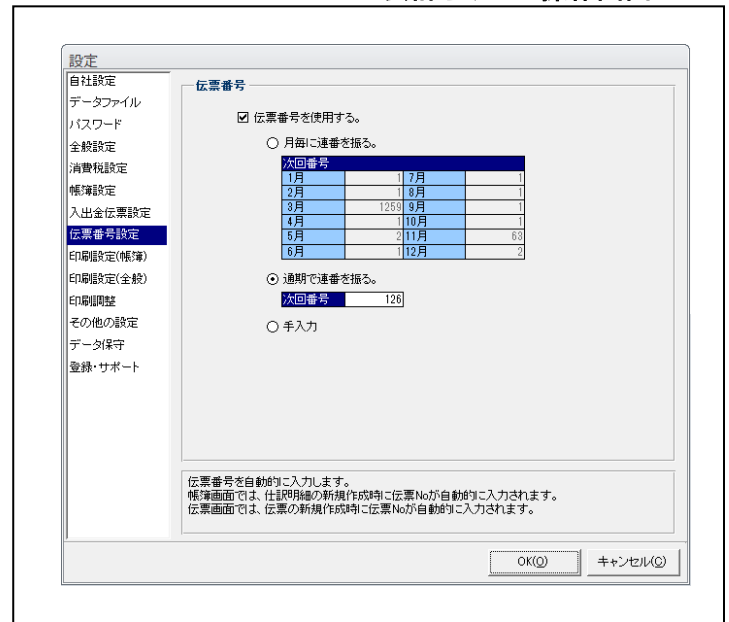 設定
自社設定
データファイル
パスワード
全般設定
消費税設定
帳簿設定
入出金伝票設定
伝票番号設定
印刷設定(帳簿)
印刷設定(全般)
印刷調整
その他の設定
データ保守
登録・サポート
伝票番号
伝票番号を使用する。
月毎に連番を振る。
次回番号
1月 1 7月 1
2月 1 8月 1
3月 1259 9月 1
4月 1 10月 1
5月 2 11月 63
6月 1 12月 2
通期で連番を振る。
次回番号 126
手入力
伝票番号を自動的に入力します。
帳簿画面では、仕訳明細の新規作成時に伝票Noが自動的に入力されます。
伝票画面では、伝票の新規作成時に伝票Noが自動的に入力されます。
OK(O) キャンセル(C)